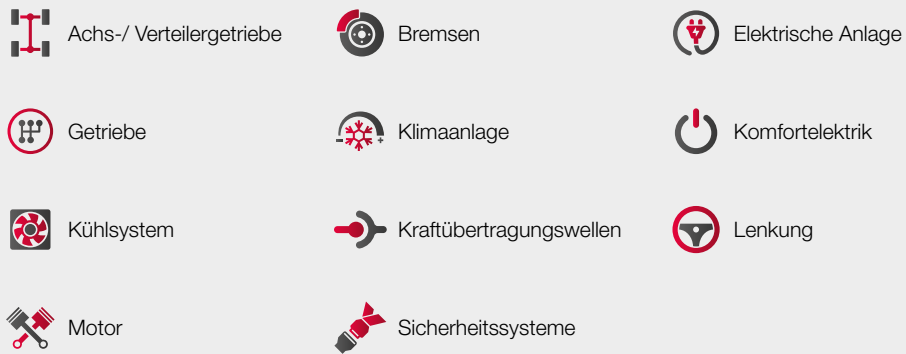 Achs-/ Verteilergetriebe
Bremsen
Elektrische Anlage
Getriebe
Klimaanlage
Komfortelektrik
Kühlsystem
Kraftübertragungswellen
Lenkung
Motor
Sicherheitssysteme